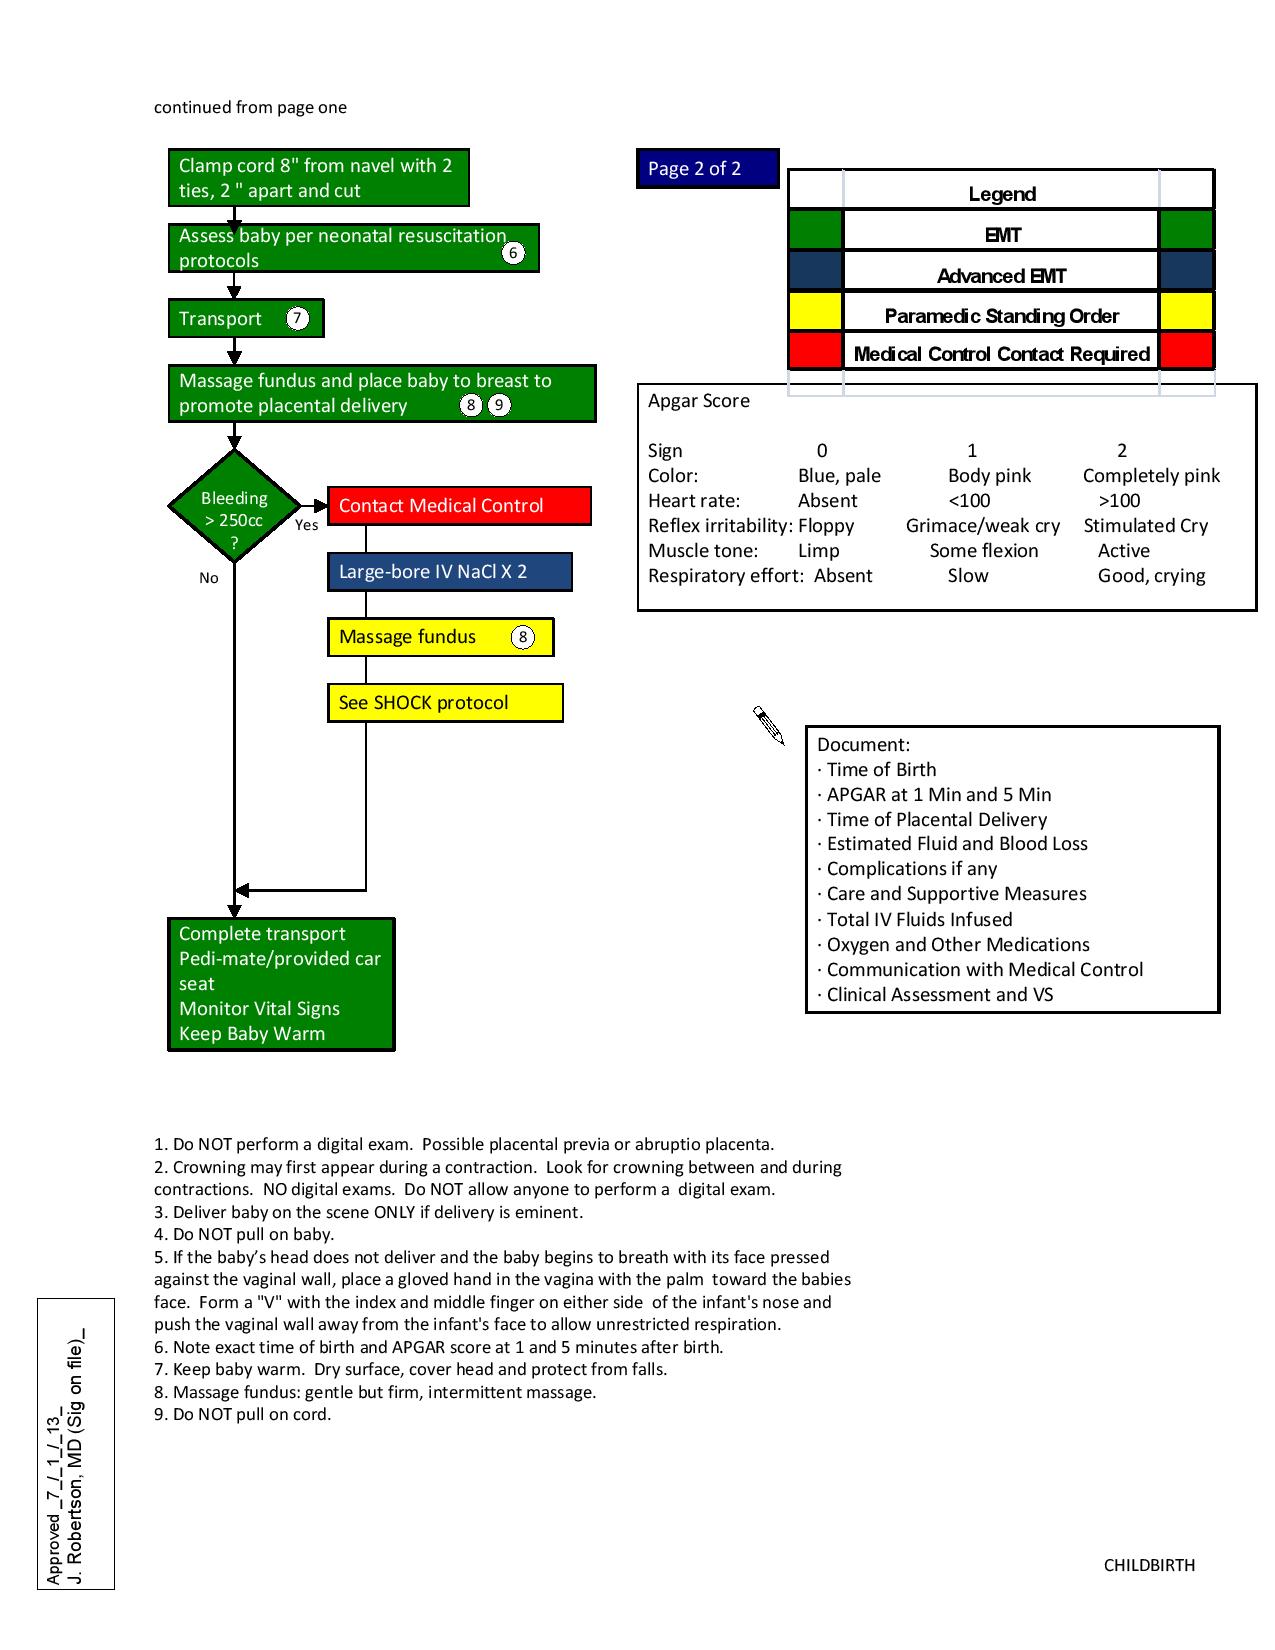 continued from page one
Clamp cord 8" from navel with 2
ties, 2 " apart and cut
Assess baby per neonatal resuscitation
protocols
6
Transport 7
Massage fundus and place baby to breast to
promote placental delivery 8 9
Bleeding
> 250cc
?
Yes
No
Contact Medical Control
Large-bore IV NaCl X 2
Massage fundus 8
See SHOCK protocol
Complete transport
Pedi-mate/provided car
seat
Monitor Vital Signs
Keep Baby Warm
Page 2 of 2
Legend
EMT
Advanced EMT
Paramedic Standing Order
Medical Control Contact Required
Apgar Score
Sign 0 1 2
Color: Blue, pale Body pink Completely pink
Heart rate: Absent <100 >100
Reflex irritability: Floppy Grimace/weak cry Stimulated Cry
Muscle tone: Limp Some flexion Active
Respiratory effort: Absent Slow Good, crying
Document:
· Time of Birth
· APGAR at 1 Min and 5 Min
· Time of Placental Delivery
· Estimated Fluid and Blood Loss
· Complications if any
· Care and Supportive Measures
· Total IV Fluids Infused
· Oxygen and Other Medications
· Communication with Medical Control
· Clinical Assessment and VS
1. Do NOT perform a digital exam. Possible placental previa or abruptio placenta.
2. Crowning may first appear during a contraction. Look for crowning between and during
contractions. NO digital exams. Do NOT allow anyone to perform a digital exam.
3. Deliver baby on the scene ONLY if delivery is eminent.
4. Do NOT pull on baby.
5. If the baby’s head does not deliver and the baby begins to breath with its face pressed
against the vaginal wall, place a gloved hand in the vagina with the palm toward the babies
face. Form a "V" with the index and middle finger on either side of the infant's nose and
push the vaginal wall away from the infant's face to allow unrestricted respiration.
6. Note exact time of birth and APGAR score at 1 and 5 minutes after birth.
7. Keep baby warm. Dry surface, cover head and protect from falls.
8. Massage fundus: gentle but firm, intermittent massage.
9. Do NOT pull on cord.
Approved _7_/_1_/_13_
J. Robertson, MD (Sig on file)_
CHILDBIRTH